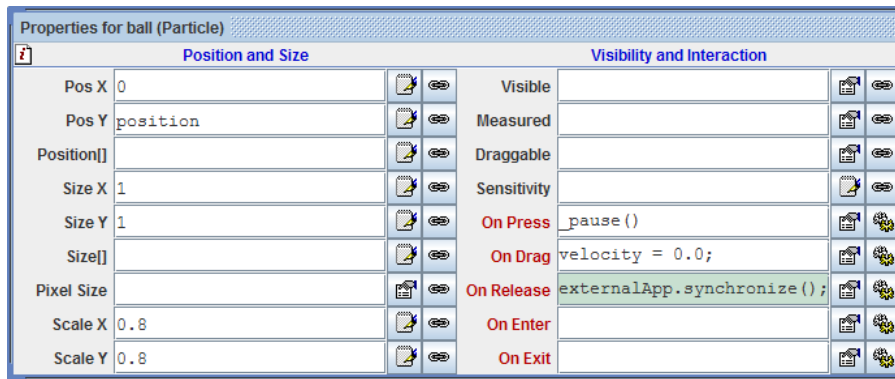 Properties for ball (Particle)
Position and Size
Pos X 0
Pos Y position
Position[]
Size X 1
Size Y 1
Size[]
Pixel Size
Scale X 0.8
Scale Y 0.8
Visibility and Interaction
Visible
Measured
Draggable
Sensitivity
On Press _pause()
On Drag velocity = 0.0;
On Release externalApp.synchronize();
On Enter
On Exit